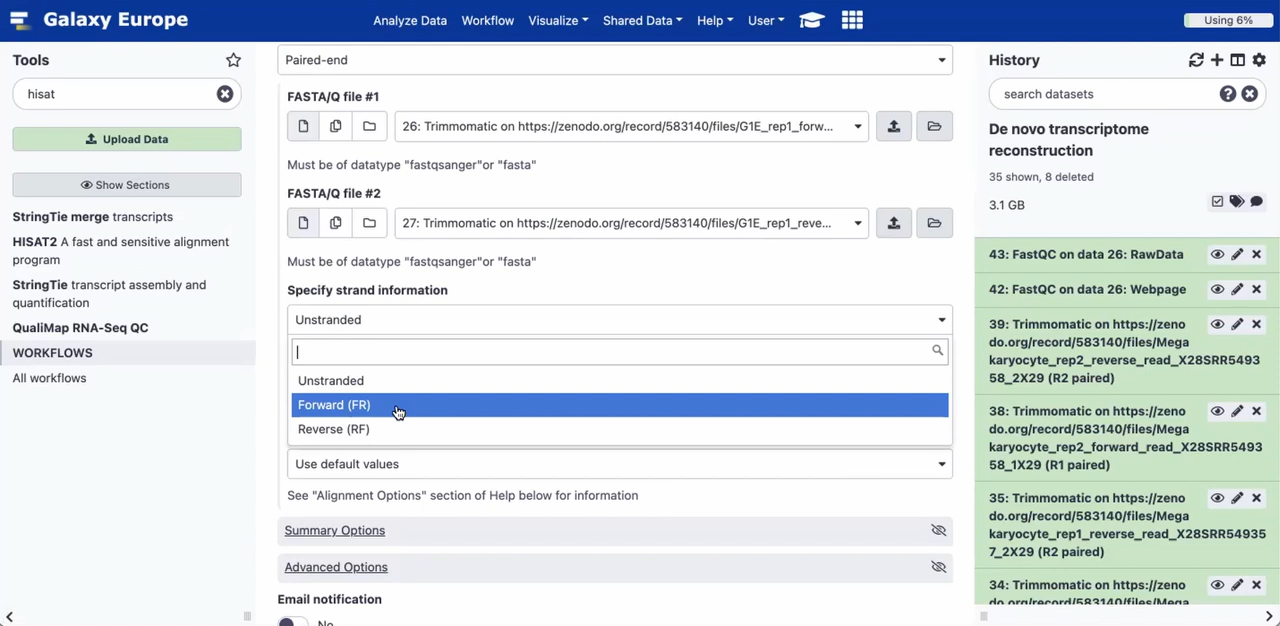 Galaxy Europe
Analyze Data Workflow Visualize Shared Data Help User
Using 6%
Tools
hisat
Upload Data
Show Sections
StringTie merge transcripts
HISAT2 A fast and sensitive alignment
program
StringTie transcript assembly and
quantification
QualiMap RNA-Seq QC
WORKFLOWS
All workflows
Paired-end
FASTA/Q file #1
26: Trimmomatic on https://zenodo.org/record/583140/files/G1E_rep1_forw...
Must be of datatype "fastqsanger"or "fasta"
FASTA/Q file #2
27: Trimmomatic on https://zenodo.org/record/583140/files/G1E_rep1_reve...
Must be of datatype "fastqsanger"or "fasta"
Specify strand information
Unstranded
Unstranded
Forward (FR)
Reverse (RF)
Use default values
See "Alignment Options" section of Help below for information
Summary Options
Advanced Options
Email notification
No
History
search datasets
De novo transcriptome
reconstruction
35 shown, 8 deleted
3.1 GB
43: FastQC on data 26: RawData
42: FastQC on data 26: Webpage
39: Trimmomatic on https://zeno
do.org/record/583140/files/Mega
karyocyte_rep2_reverse_read_X28SRR5493
58_2X29 (R2 paired)
38: Trimmomatic on https://zeno
do.org/record/583140/files/Mega
karyocyte_rep2_forward_read_X28SRR5493
58_1X29 (R1 paired)
35: Trimmomatic on https://zeno
do.org/record/583140/files/Mega
karyocyte_rep1_reverse_read_X28SRR54935
7_2X29 (R2 paired)
34: Trimmomatic on https://zeno
do.org/record/583140/files/Mega